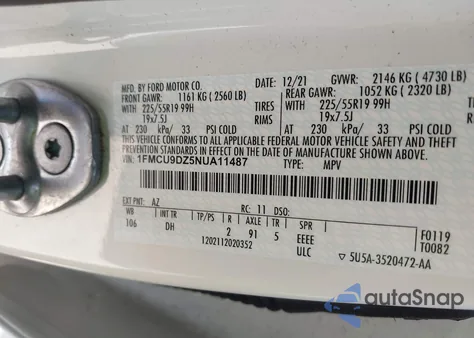 MFD. BY FORD MOTOR CO.
DATE: 12/21 GVWR: 2146 KG ( 4730 LB)
FRONT GAWR: 1161 KG ( 2560 LB) REAR GAWR: 1052 KG ( 2320 LB)
225/55R19 99H TIRES 225/55R19 99H TIRES
19x7.5J RIMS 19x7.5J
AT 230 kPa/ 33 PSI COLD AT 230 kPa/ 33 PSI COLD
THIS VEHICLE CONFORMS TO ALL APPLICABLE FEDERAL MOTOR VEHICLE SAFETY AND BUMPER
STANDARDS AND THEFT PREVENTION STANDARDS IN EFFECT ON THE DATE OF MANUFACTURE SHOWN ABOVE.
VIN: 1FMCU9DZ5NUA11487 TYPE: MPV
EXT PNT: AZ RC: 11 DSO: F0119
WB INT TR TP/PS R AXLE TR SPR T0082
106 DH 2 91 5 EEEE
1202112020352 ULC ▽ 5U5A-3520472-AA
autoSnap